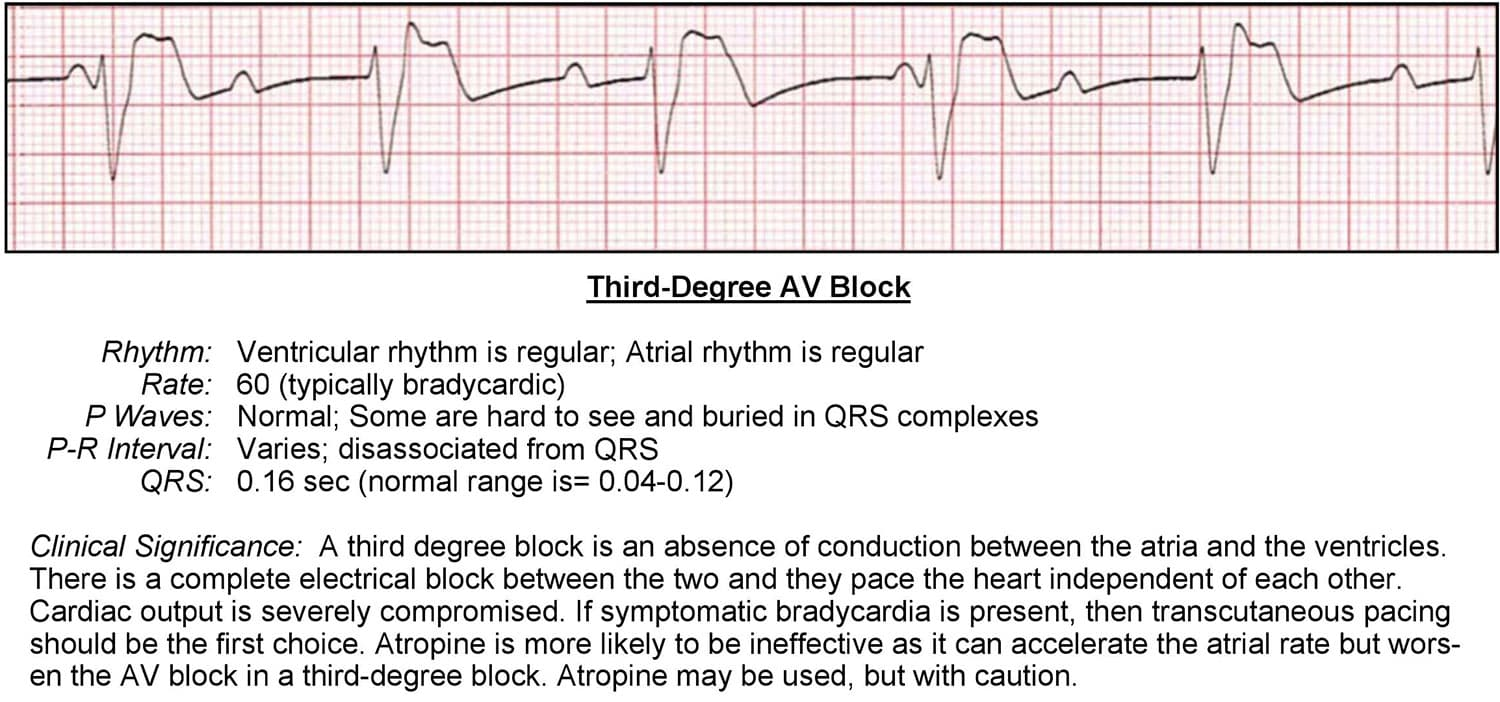 Third-Degree AV Block
Rhythm: Ventricular rhythm is regular; Atrial rhythm is regular
Rate: 60 (typically bradycardic)
P Waves: Normal; Some are hard to see and buried in QRS complexes
P-R Interval: Varies; disassociated from QRS
QRS: 0.16 sec (normal range is= 0.04-0.12)
Clinical Significance: A third degree block is an absence of conduction between the atria and the ventricles.
There is a complete electrical block between the two and they pace the heart independent of each other.
Cardiac output is severely compromised. If symptomatic bradycardia is present, then transcutaneous pacing
should be the first choice. Atropine is more likely to be ineffective as it can accelerate the atrial rate but wors-
en the AV block in a third-degree block. Atropine may be used, but with caution.